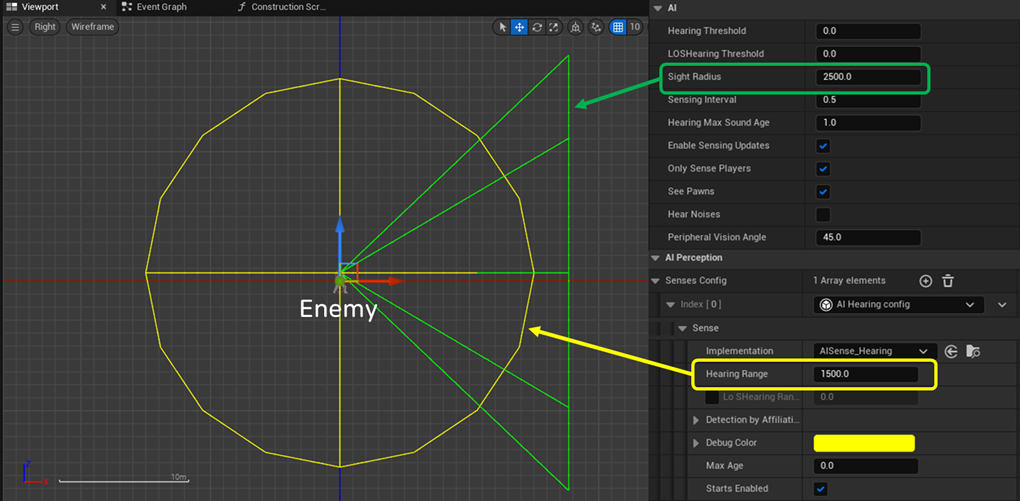 Viewport
Event Graph
Construction Scr...
Right
Wireframe
10
Enemy
z
x
10m
AI
Hearing Threshold 0.0
LOSHearing Threshold 0.0
Sight Radius 2500.0
Sensing Interval 0.5
Hearing Max Sound Age 1.0
Enable Sensing Updates
Only Sense Players
See Pawns
Hear Noises
Peripheral Vision Angle 45.0
AI Perception
Senses Config 1 Array elements
Index [ 0 ] AI Hearing config
Sense
Implementation AISense_Hearing
Hearing Range 1500.0
Lo SHearing Ran... 0.0
Detection by Affiliati...
Debug Color
Max Age 0.0
Starts Enabled